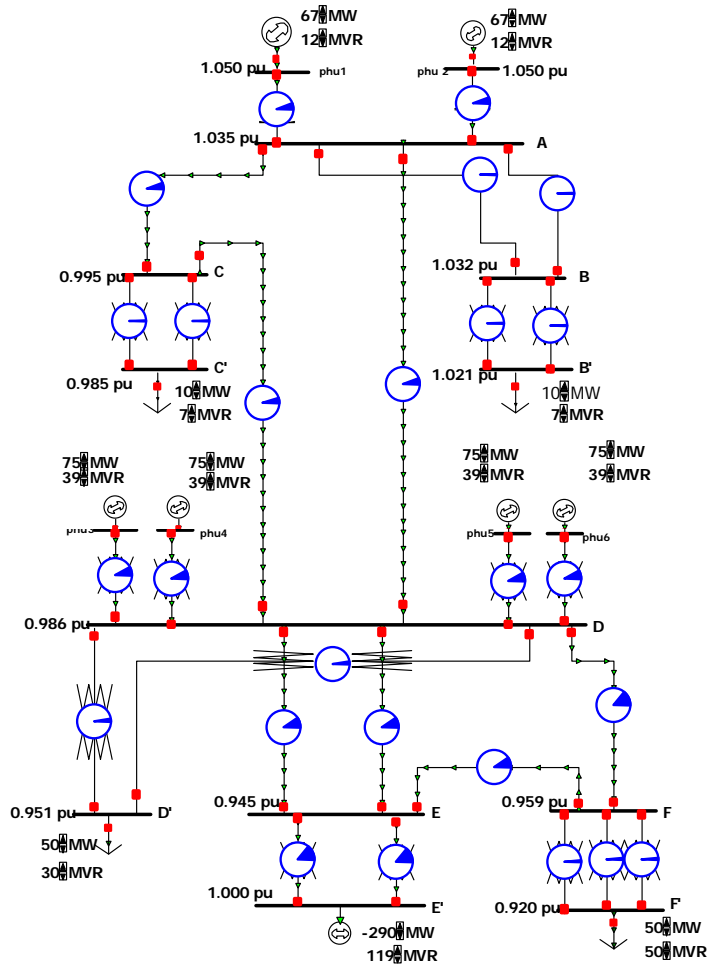 67 MW
67 MW
12 MVR
12 MVR
1.050 pu
phu1
phu 2
1.050 pu
1.035 pu
A
0.995 pu
C
1.032 pu
B
0.985 pu
C'
1.021 pu
B'
10 MW
10 MW
7 MVR
7 MVR
75 MW
75 MW
75 MW
75 MW
39 MVR
39 MVR
39 MVR
39 MVR
phu3
phu4
phu5
phu6
0.986 pu
D
0.951 pu
D'
0.945 pu
E
0.959 pu
F
50 MW
30 MVR
1.000 pu
E'
0.920 pu
F'
-290 MW
119 MVR
50 MW
50 MVR